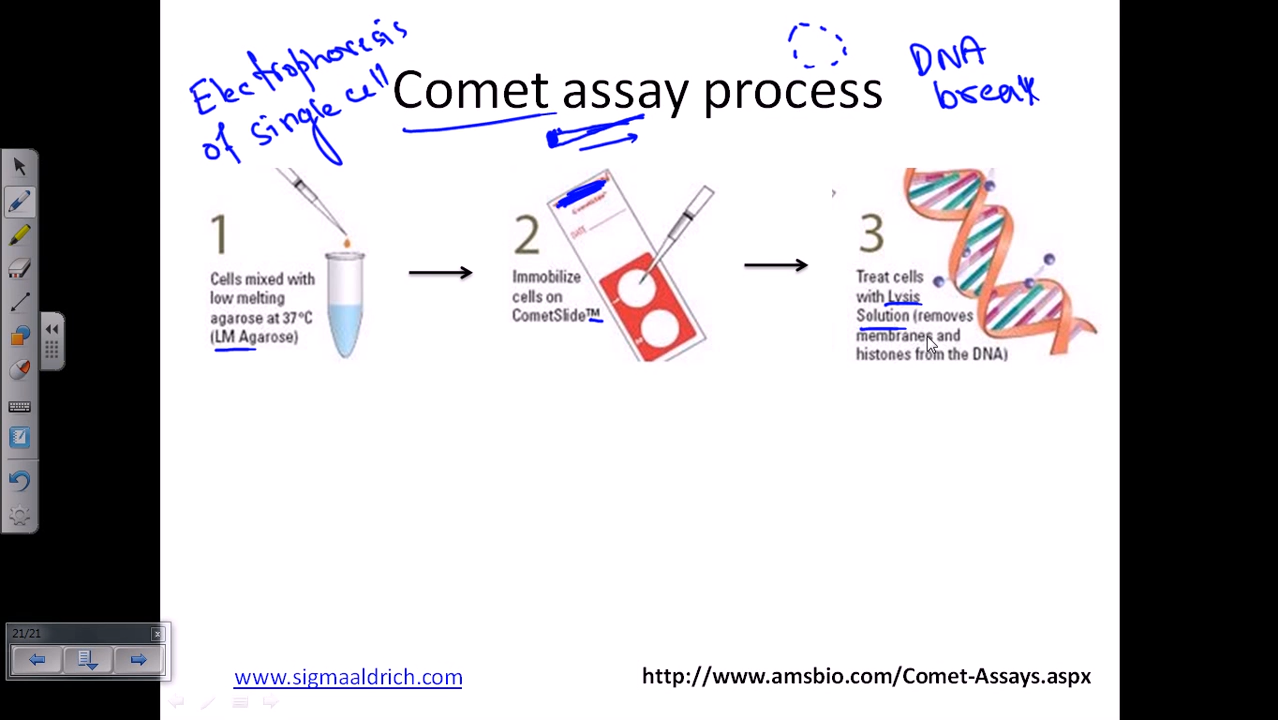 Electrophoresis
of single cell
Comet assay process
DNA
break
1
Cells mixed with
low melting
agarose at 37°C
(LM Agarose)
2
Immobilize
cells on
CometSlide™
DATE
3
Treat cells
with Lysis
Solution (removes
membranes and
histones from the DNA)
21/21
www.sigmaaldrich.com
http://www.amsbio.com/Comet-Assays.aspx